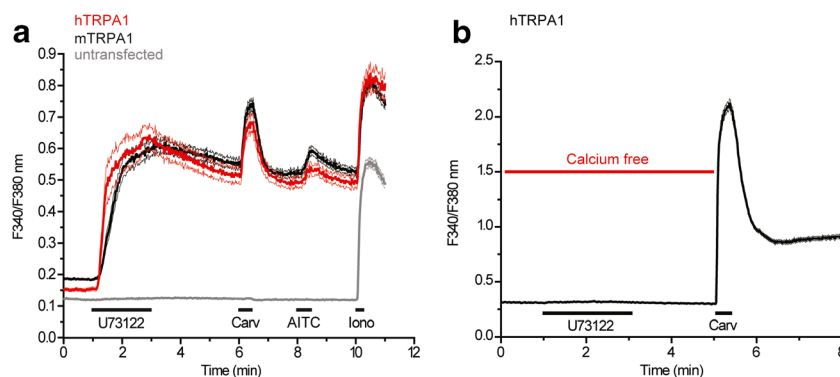 hTRPA1
a
mTRPA1
untransfected
0.9
0.8
0.7
0.6
0.5
0.4
0.3
0.2
0.1
F340/F380 nm
U73122
Carv
AITC
Iono
0 2 4 6 8 10 12
Time (min)
b
hTRPA1
2.5
2.0
1.5
1.0
0.5
0.0
F340/F380 nm
Calcium free
U73122
Carv
0 2 4 6 8
Time (min)